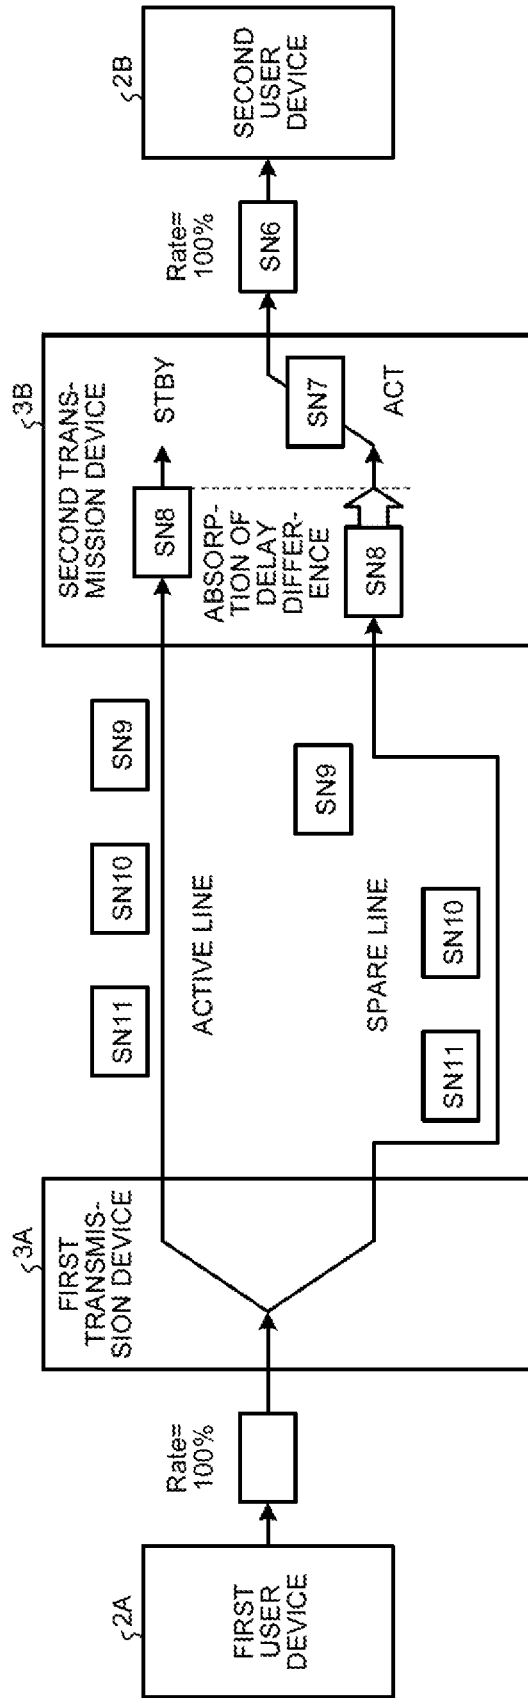 2A
FIRST
USER
DEVICE
Rate=
100%
3A
FIRST
TRANSMIS-
SION DEVICE
SN11
SN10
SN9
ACTIVE LINE
SPARE LINE
SN11
SN10
SN9
3B
SECOND TRANS-
MISSION DEVICE
SN8
STBY
ABSORP-
TION OF
DELAY
DIFFER-
ENCE
SN8
SN7
ACT
Rate=
100%
SN6
2B
SECOND
USER
DEVICE